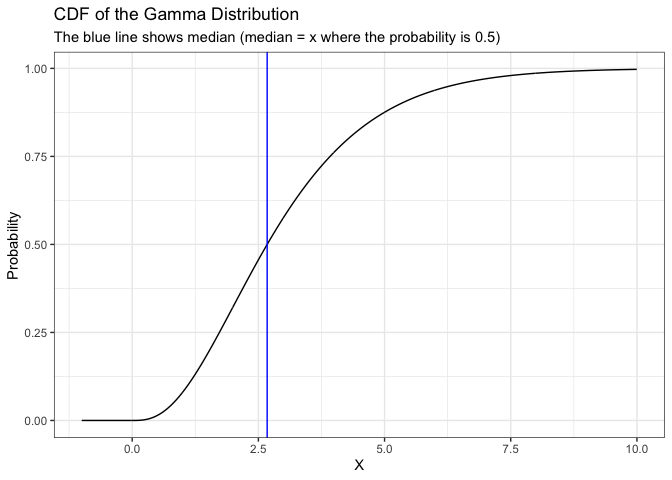 CDF of the Gamma Distribution
The blue line shows median (median = x where the probability is 0.5)
1.00
0.75
0.50
0.25
0.00
Probability
0.0 2.5 5.0 7.5 10.0
X